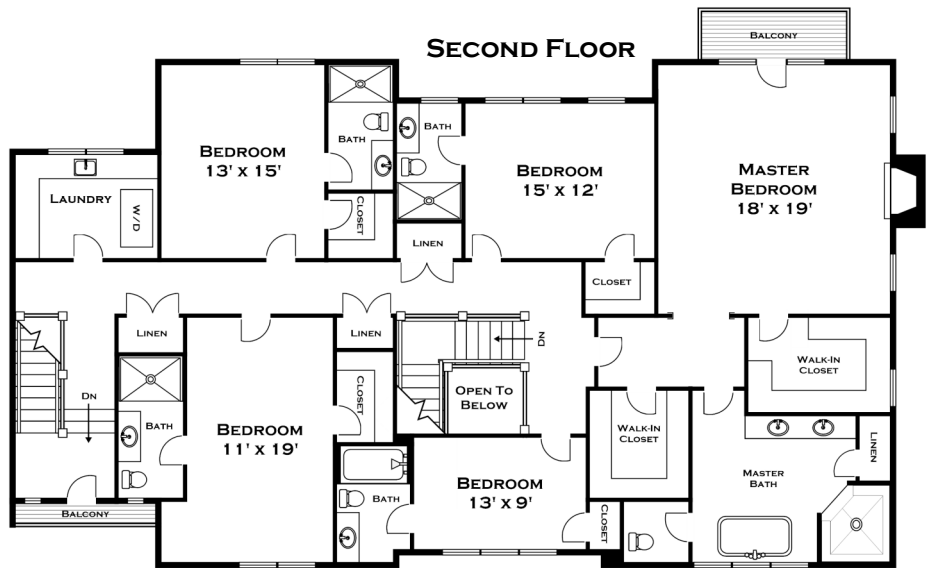 SECOND FLOOR
BALCONY
BEDROOM
13' X 15'
BATH
BATH
BEDROOM
15' X 12'
MASTER
BEDROOM
18' X 19'
LAUNDRY
W/D
CLOSET
LINEN
CLOSET
LINEN
LINEN
DN
WALK-IN
CLOSET
DN
CLOSET
OPEN TO
BELOW
BATH
BEDROOM
11' X 19'
WALK-IN
CLOSET
LINEN
BEDROOM
13' X 9'
MASTER
BATH
BATH
CLOSET
BALCONY